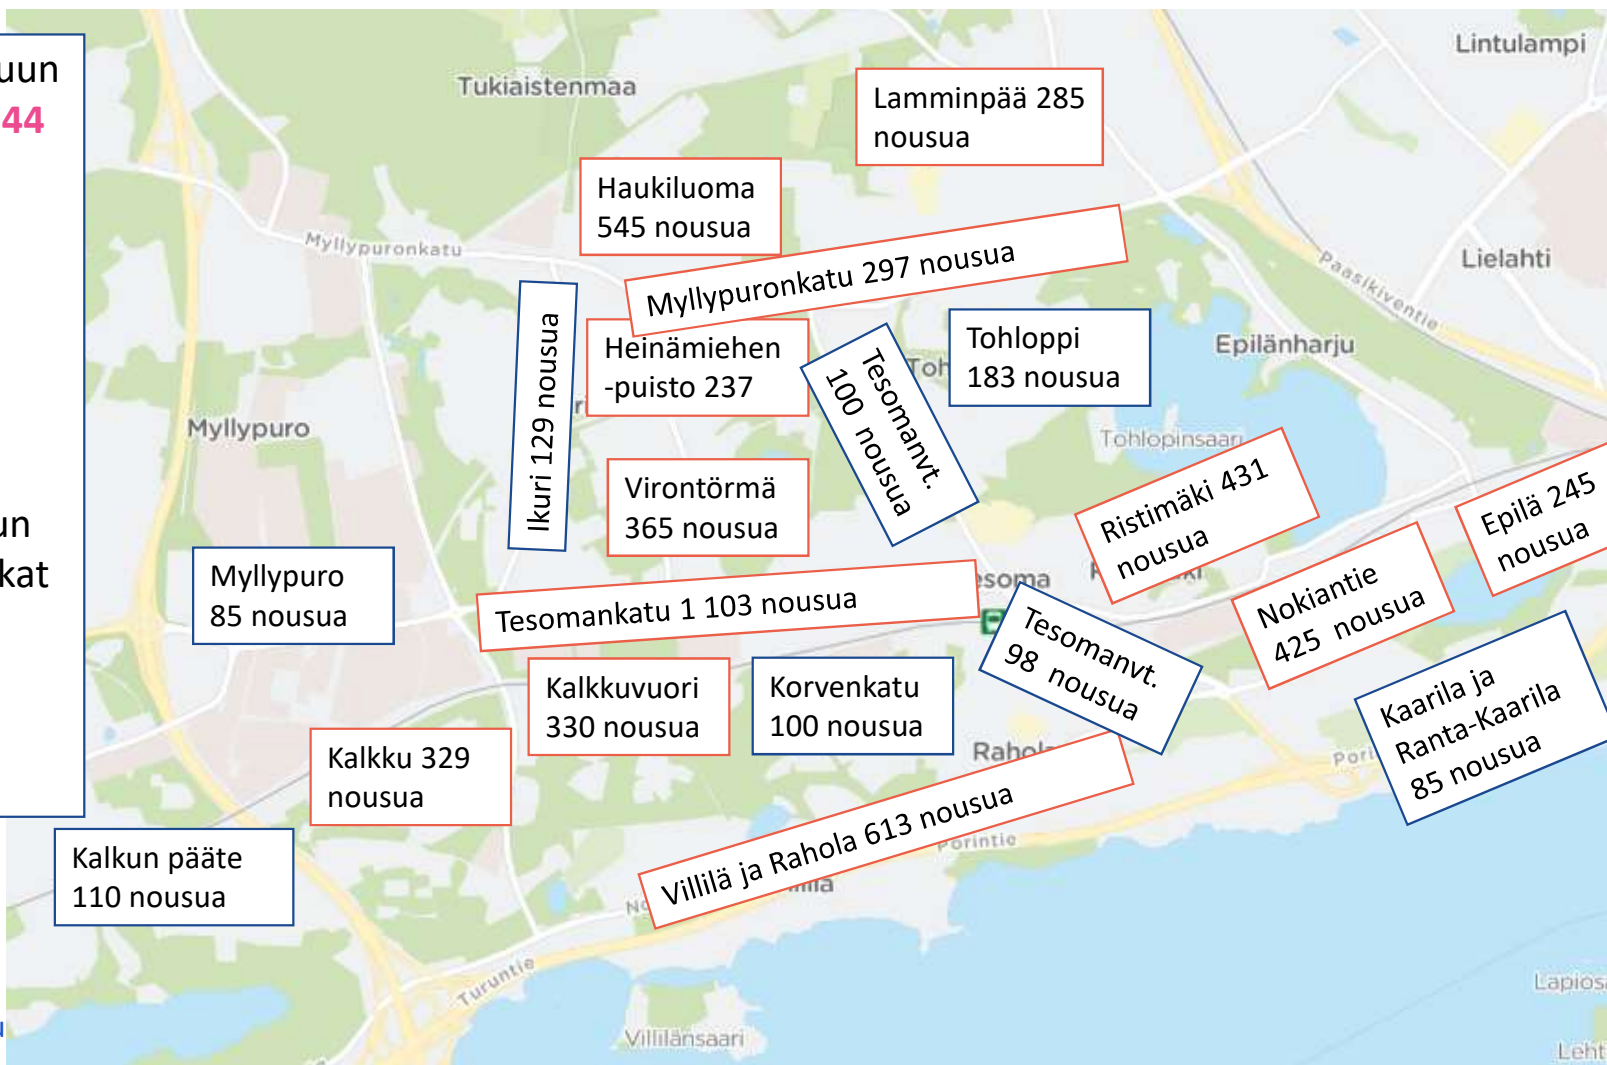 44
Tukiaistenmaa
Lintulampi
Lamminpää 285
nousua
Haukiluoma
545 nousua
Myllypuronkatu
Myllypuronkatu 297 nousua
Paasikiventie
Lielahti
Ikuri 129 nousua
Heinämiehen
-puisto 237
Tesomanvt.
100 nousua
Tohloppi
183 nousua
Epilänharju
Tohlopinsaari
Myllypuro
Virontörmä
365 nousua
Ristimäki 431
nousua
Epilä 245
nousua
Myllypuro
85 nousua
Tesomankatu 1 103 nousua
Nokiantie
425 nousua
Tesomanvt.
98 nousua
Kalkkuvuori
330 nousua
Korvenkatu
100 nousua
Kaarila ja
Ranta-Kaarila
85 nousua
Kalkku 329
nousua
Villilä ja Rahola 613 nousua
Porintie
Kalkun pääte
110 nousua
Turuntie
Villilänsaari